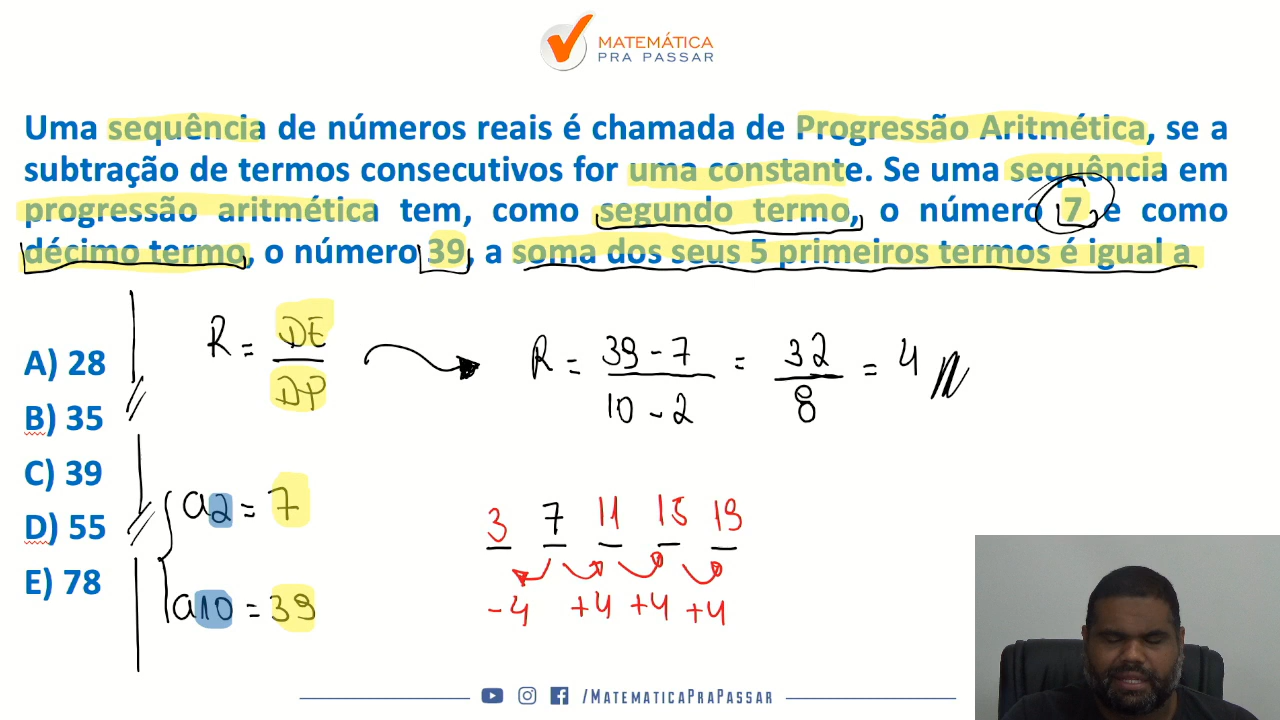 MATEMÁTICA
PRA PASSAR
Uma sequência de números reais é chamada de Progressão Aritmética, se a
subtração de termos consecutivos for uma constante. Se uma sequência em
progressão aritmética tem, como segundo termo, o número 7 e como
décimo termo, o número 39, a soma dos seus 5 primeiros termos é igual a
A) 28
B) 35
C) 39
D) 55
E) 78
R = DE / DP
R = 39 - 7 / 10 - 2 = 32 / 8 = 4
a2 = 7
a10 = 39
3 7 11 15 19
-4 +4 +4 +4
/MATEMATICAPRAPASSAR